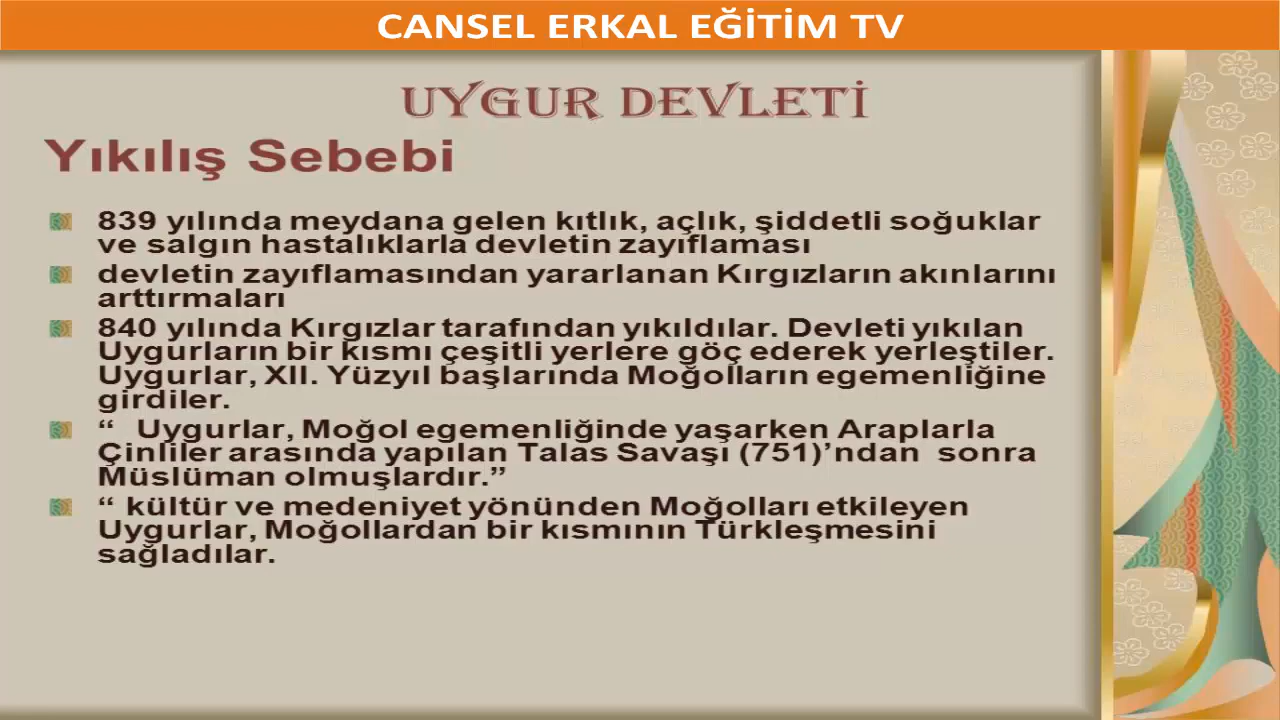 CANSEL ERKAL EĞİTİM TV
UYGUR DEVLETİ
Yıkılış Sebebi
839 yılında meydana gelen kıtlık, açlık, şiddetli soğuklar
ve salgın hastalıklarla devletin zayıflaması
devletin zayıflamasından yararlanan Kırgızların akınlarını
arttırmaları
840 yılında Kırgızlar tarafından yıkıldılar. Devleti yıkılan
Uygurların bir kısmı çeşitli yerlere göç ederek yerleştiler.
Uygurlar, XII. Yüzyıl başlarında Moğolların egemenliğine
girdiler.
“ Uygurlar, Moğol egemenliğinde yaşarken Araplarla
Çinliler arasında yapılan Talas Savaşı (751)’ndan sonra
Müslüman olmuşlardır.”
“ kültür ve medeniyet yönünden Moğolları etkileyen
Uygurlar, Moğollardan bir kısmının Türkleşmesini
sağladılar.